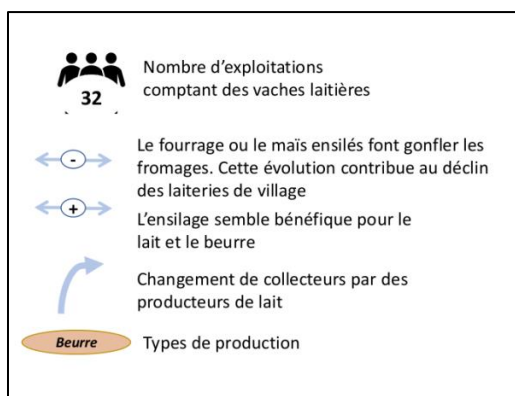 32
Nombre d'exploitations
comptant des vaches laitières
-
Le fourrage ou le maïs ensilés font gonfler les
fromages. Cette évolution contribue au déclin
des laiteries de village
+
L'ensilage semble bénéfique pour le
lait et le beurre
Changement de collecteurs par des
producteurs de lait
Beurre
Types de production